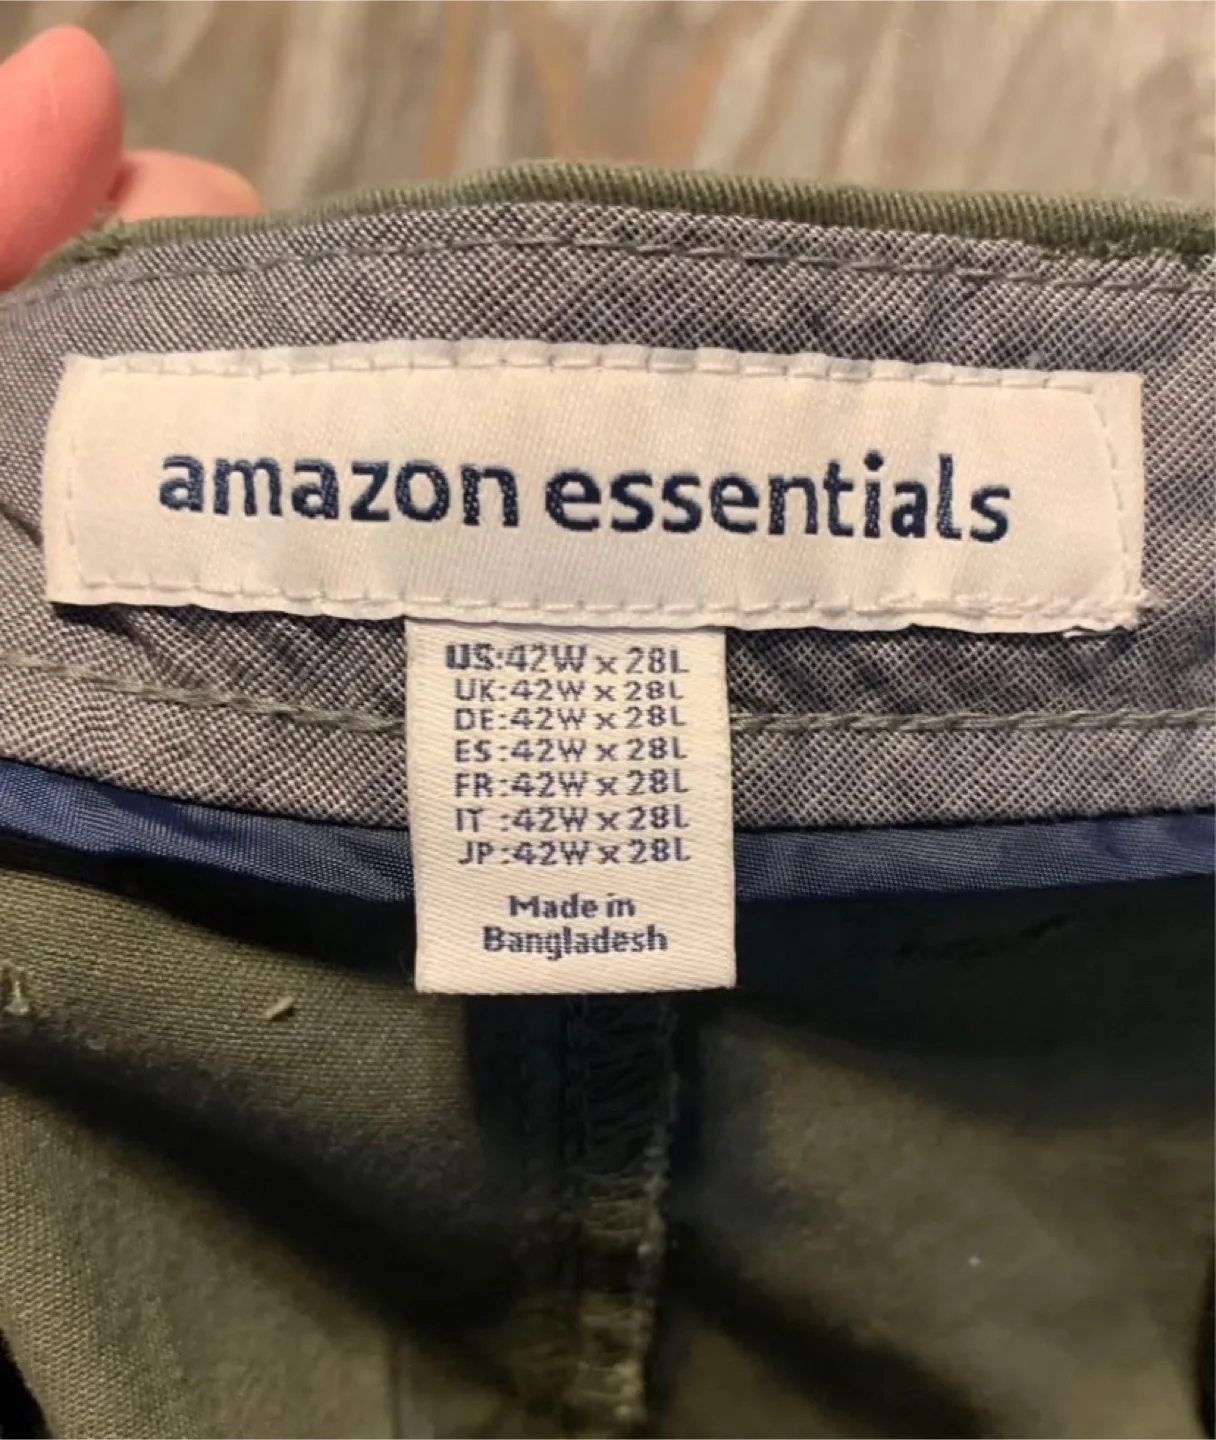 amazon essentials
US:42W x 28L
UK:42W x 28L
DE:42W x 28L
ES:42W x 28L
FR:42W x 28L
IT :42W x 28L
JP:42W x 28L
Made in
Bangladesh